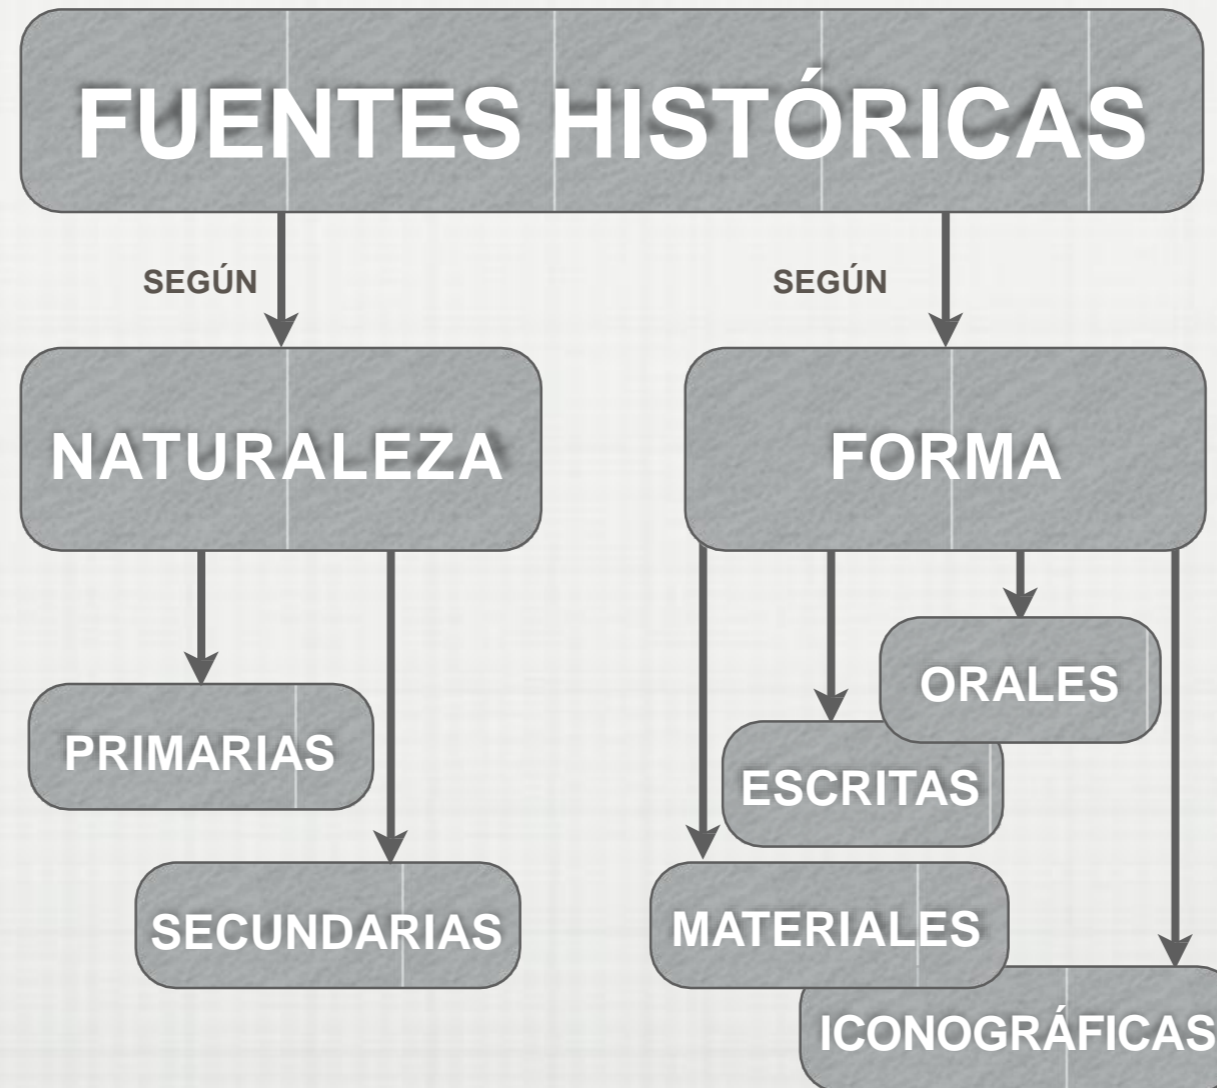 FUENTES HISTÓRICAS
SEGÚN
SEGÚN
NATURALEZA
FORMA
ORALES
PRIMARIAS
ESCRITAS
SECUNDARIAS
MATERIALES
ICONOGRÁFICAS